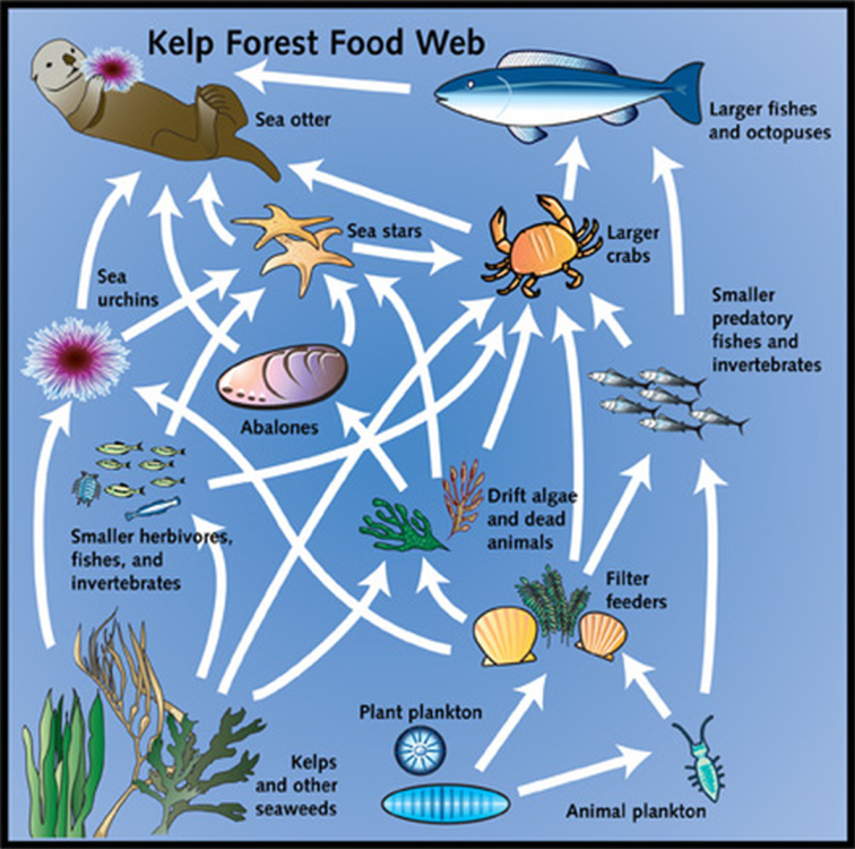 Kelp Forest Food Web
Sea otter
Larger fishes
and octopuses
Sea stars
Larger
crabs
Sea
urchins
Smaller
predatory
fishes and
invertebrates
Abalones
Drift algae
and dead
animals
Smaller herbivores,
fishes, and
invertebrates
Filter
feeders
Plant plankton
Kelps
and other
seaweeds
Animal plankton